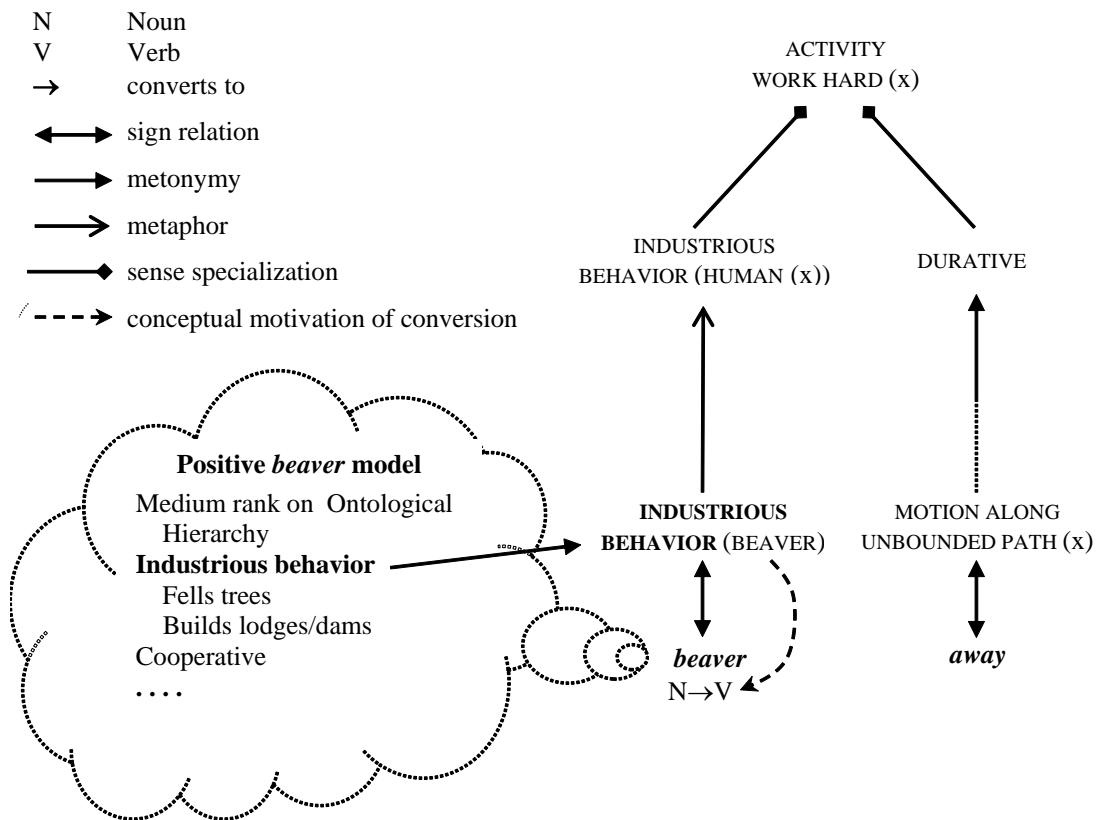 N Noun
V Verb
→ converts to
sign relation
metonymy
metaphor
sense specialization
conceptual motivation of conversion
ACTIVITY
WORK HARD (x)
INDUSTRIOUS
BEHAVIOR (HUMAN (x))
DURATIVE
Positive beaver model
Medium rank on Ontological
Hierarchy
Industrious behavior
Fells trees
Builds lodges/dams
Cooperative
. . . .
INDUSTRIOUS
BEHAVIOR (BEAVER)
MOTION ALONG
UNBOUNDED PATH (x)
beaver
N→V
away